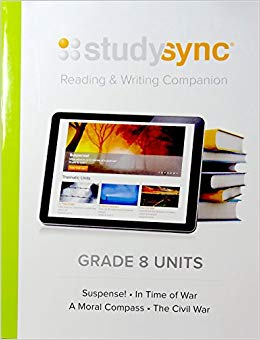 studysync®
Reading & Writing Companion
Suspense!
Thematic Units
GRADE 8 UNITS
Suspense! • In Time of War
A Moral Compass • The Civil War